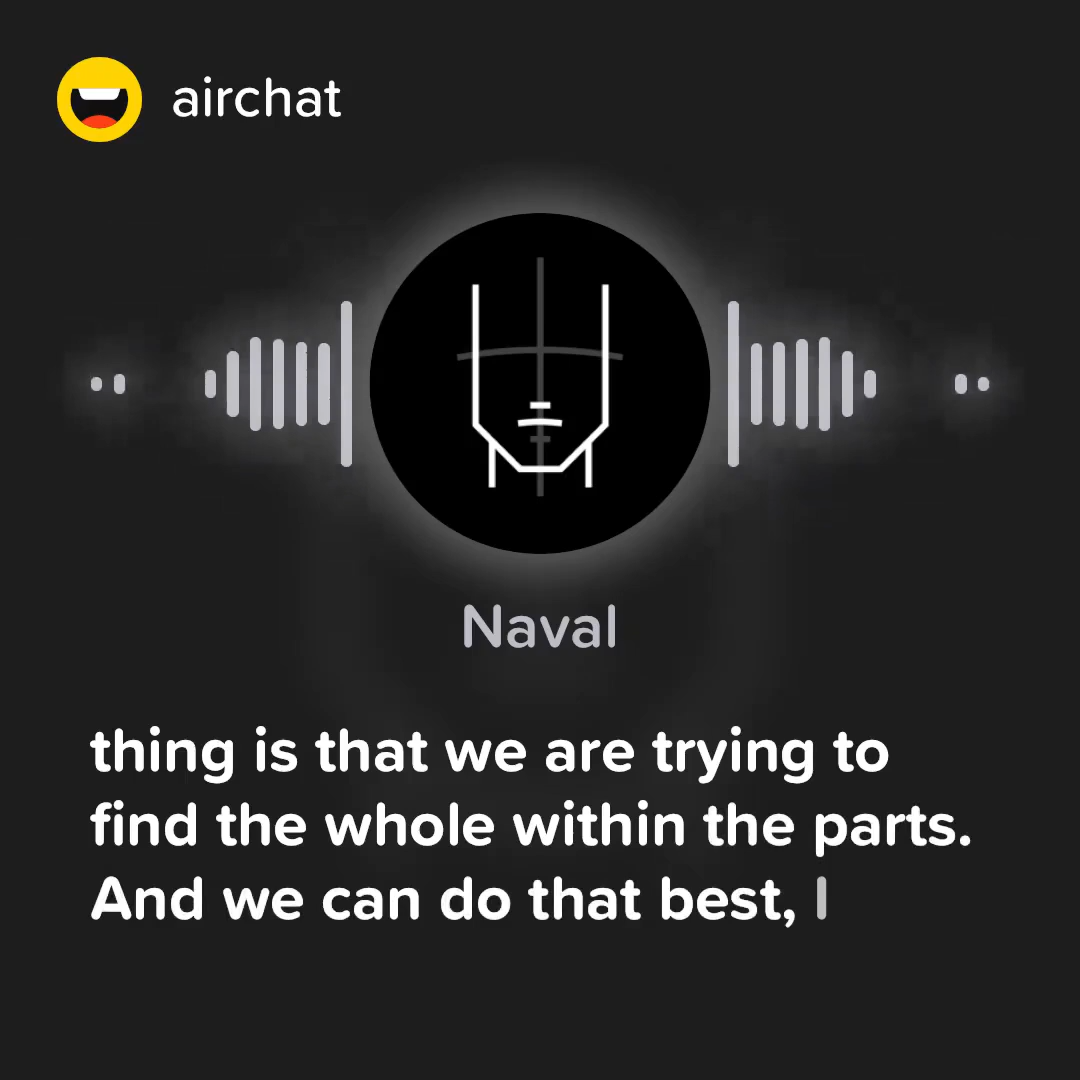 airchat
Naval
thing is that we are trying to
find the whole within the parts.
And we can do that best, I